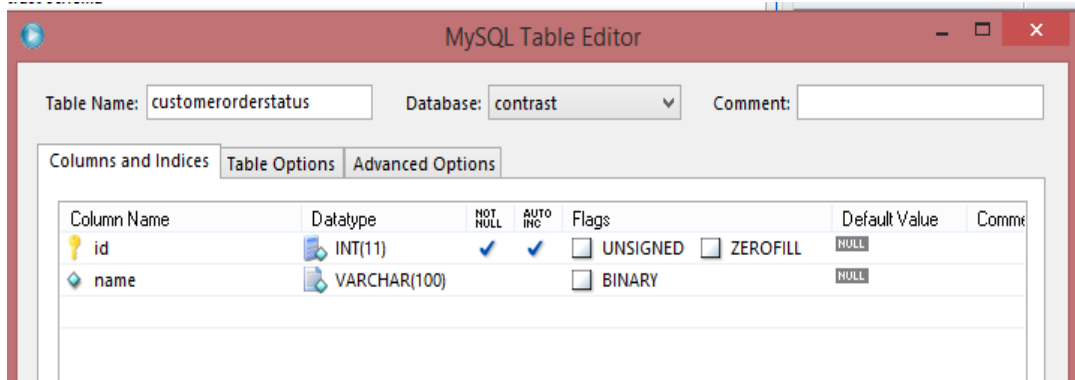 MySQL Table Editor
Table Name: customerorderstatus Database: contrast Comment:
Columns and Indices Table Options Advanced Options
Column Name Datatype NOT NULL AUTO INC Flags Default Value Comme
id INT(11) UNSIGNED ZEROFILL NULL
name VARCHAR(100) BINARY NULL